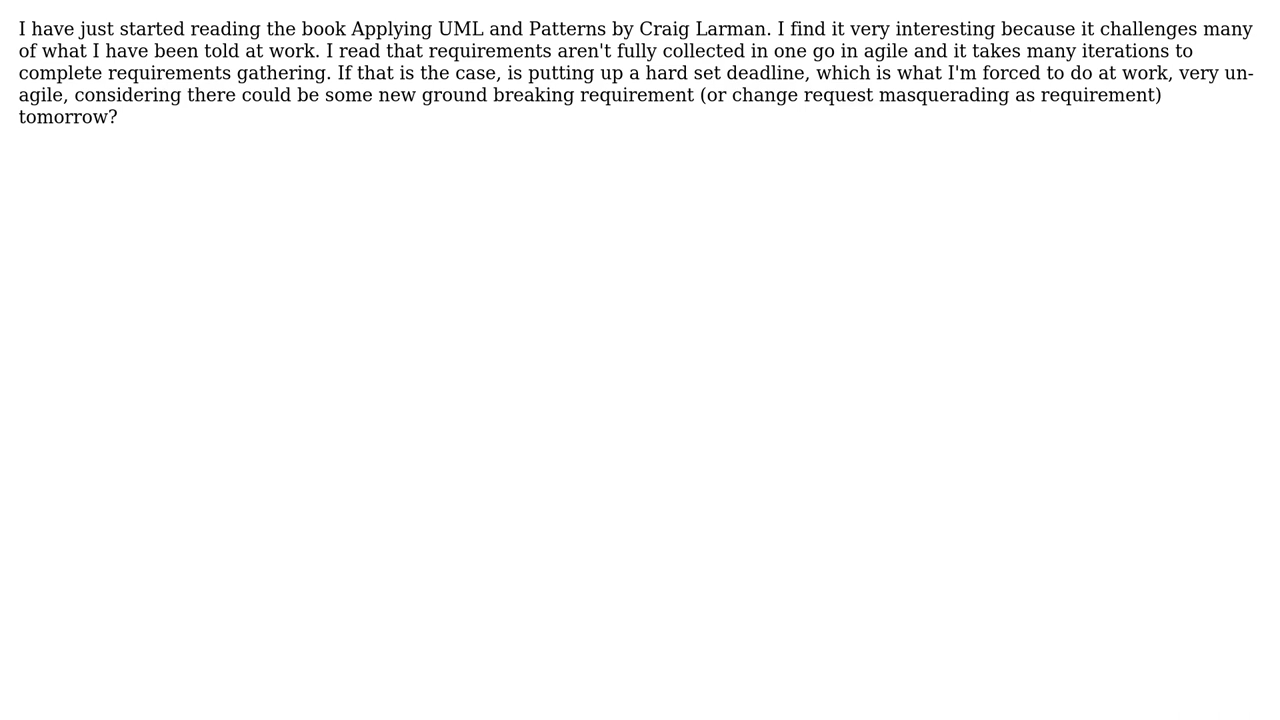 I have just started reading the book Applying UML and Patterns by Craig Larman. I find it very interesting because it challenges many
of what I have been told at work. I read that requirements aren't fully collected in one go in agile and it takes many iterations to
complete requirements gathering. If that is the case, is putting up a hard set deadline, which is what I'm forced to do at work, very un-
agile, considering there could be some new ground breaking requirement (or change request masquerading as requirement)
tomorrow?